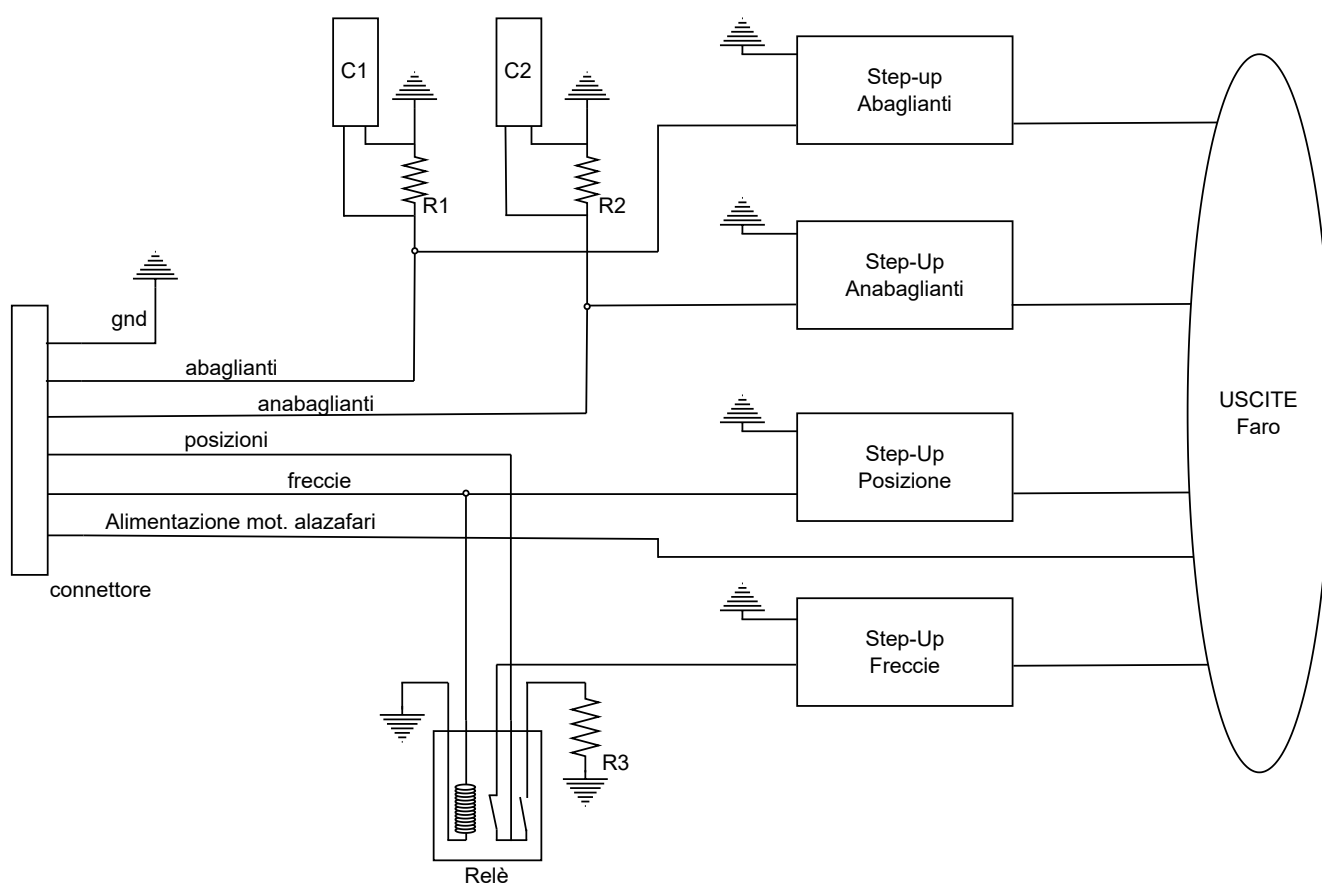 C1
C2
Step-up
Abaglianti
R1
R2
Step-Up
Anabaglianti
gnd
abaglianti
anabaglianti
posizioni
freccie
Alimentazione mot. alazafari
connettore
Step-Up
Posizione
USCITE
Faro
Step-Up
Freccie
R3
Relè